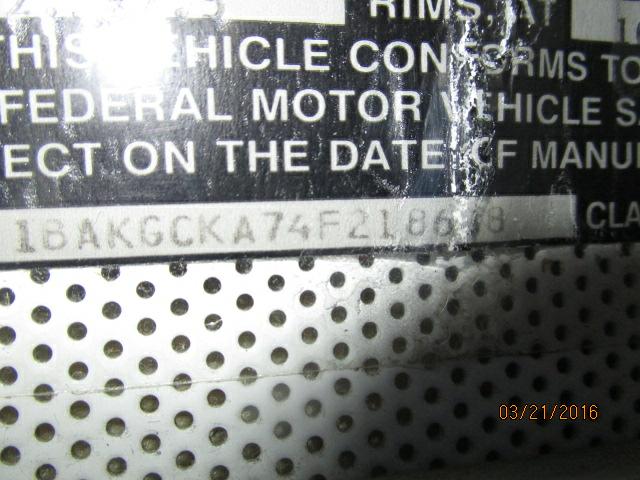 RIMS, AT
THIS VEHICLE CONFORMS TO
FEDERAL MOTOR VEHICLE SA
ECT ON THE DATE OF MANU
CLA
03/21/2016